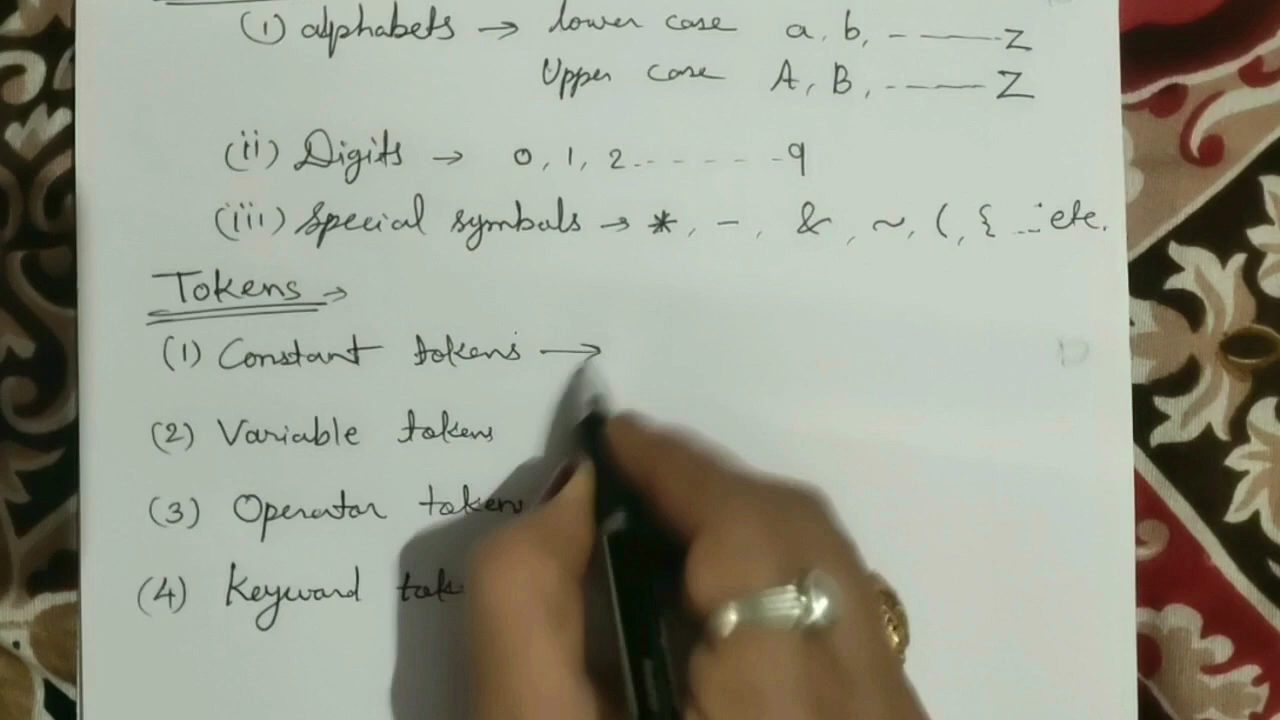 (i) alphabets → lower case a, b, - ——— z
Upper case A, B, - - - —— Z
(ii) Digits → 0, 1, 2 - - - - - - - 9
(iii) Special symbols → *, -, &, ~, (, { ... etc.
Tokens →
(1) Constant tokens →
(2) Variable tokens
(3) Operator tokens
(4) Keyword tok